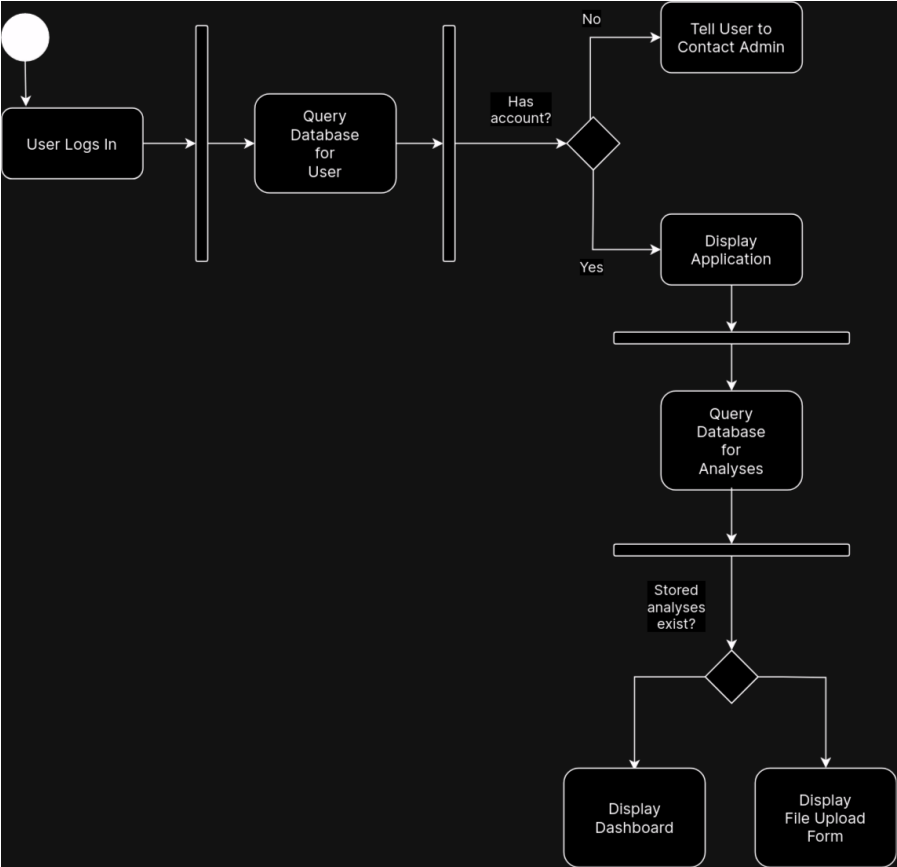 No
Tell User to
Contact Admin
User Logs In
Query
Database
for
User
Has
account?
Yes
Display
Application
Query
Database
for
Analyses
Stored
analyses
exist?
Display
Dashboard
Display
File Upload
Form